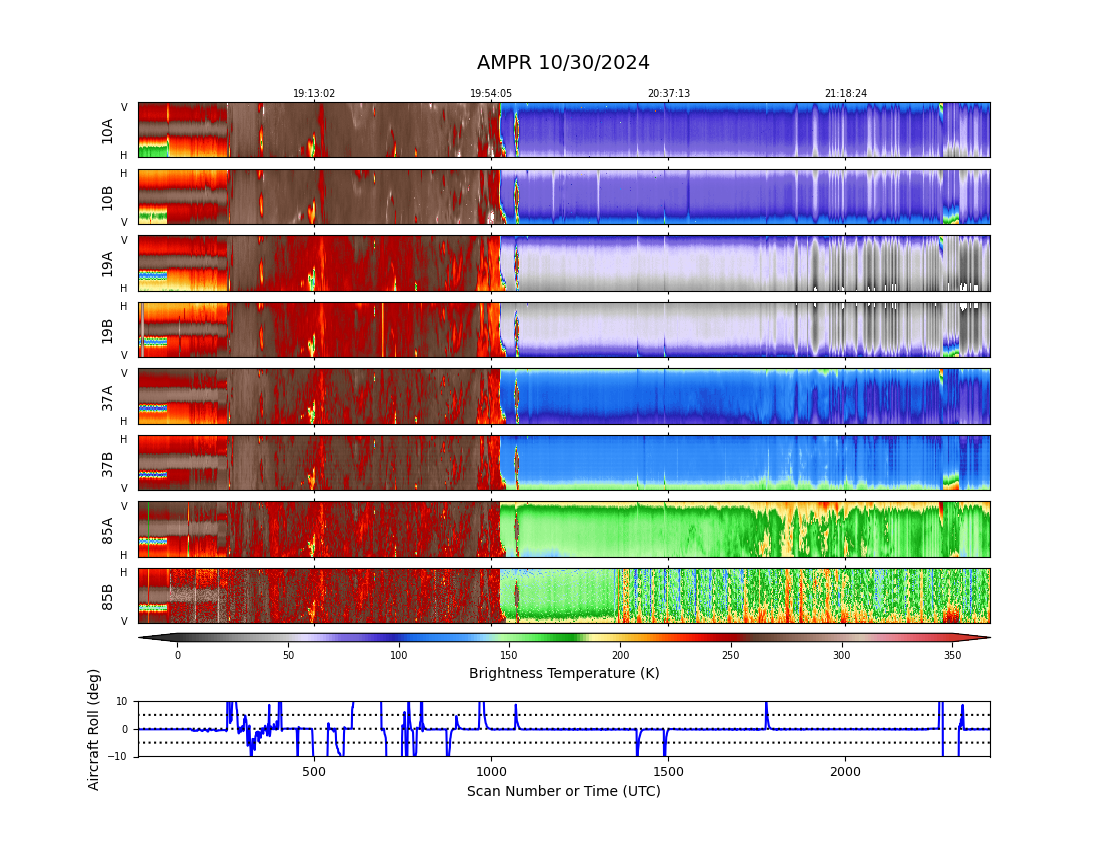 AMPR 10/30/2024
19:13:02 19:54:05 20:37:13 21:18:24
V
10A
H
H
10B
V
V
19A
H
H
19B
V
V
37A
H
H
37B
V
V
85A
H
H
85B
V
0 50 100 150 200 250 300 350
Brightness Temperature (K)
Aircraft Roll (deg)
10
0
−10
500 1000 1500 2000
Scan Number or Time (UTC)